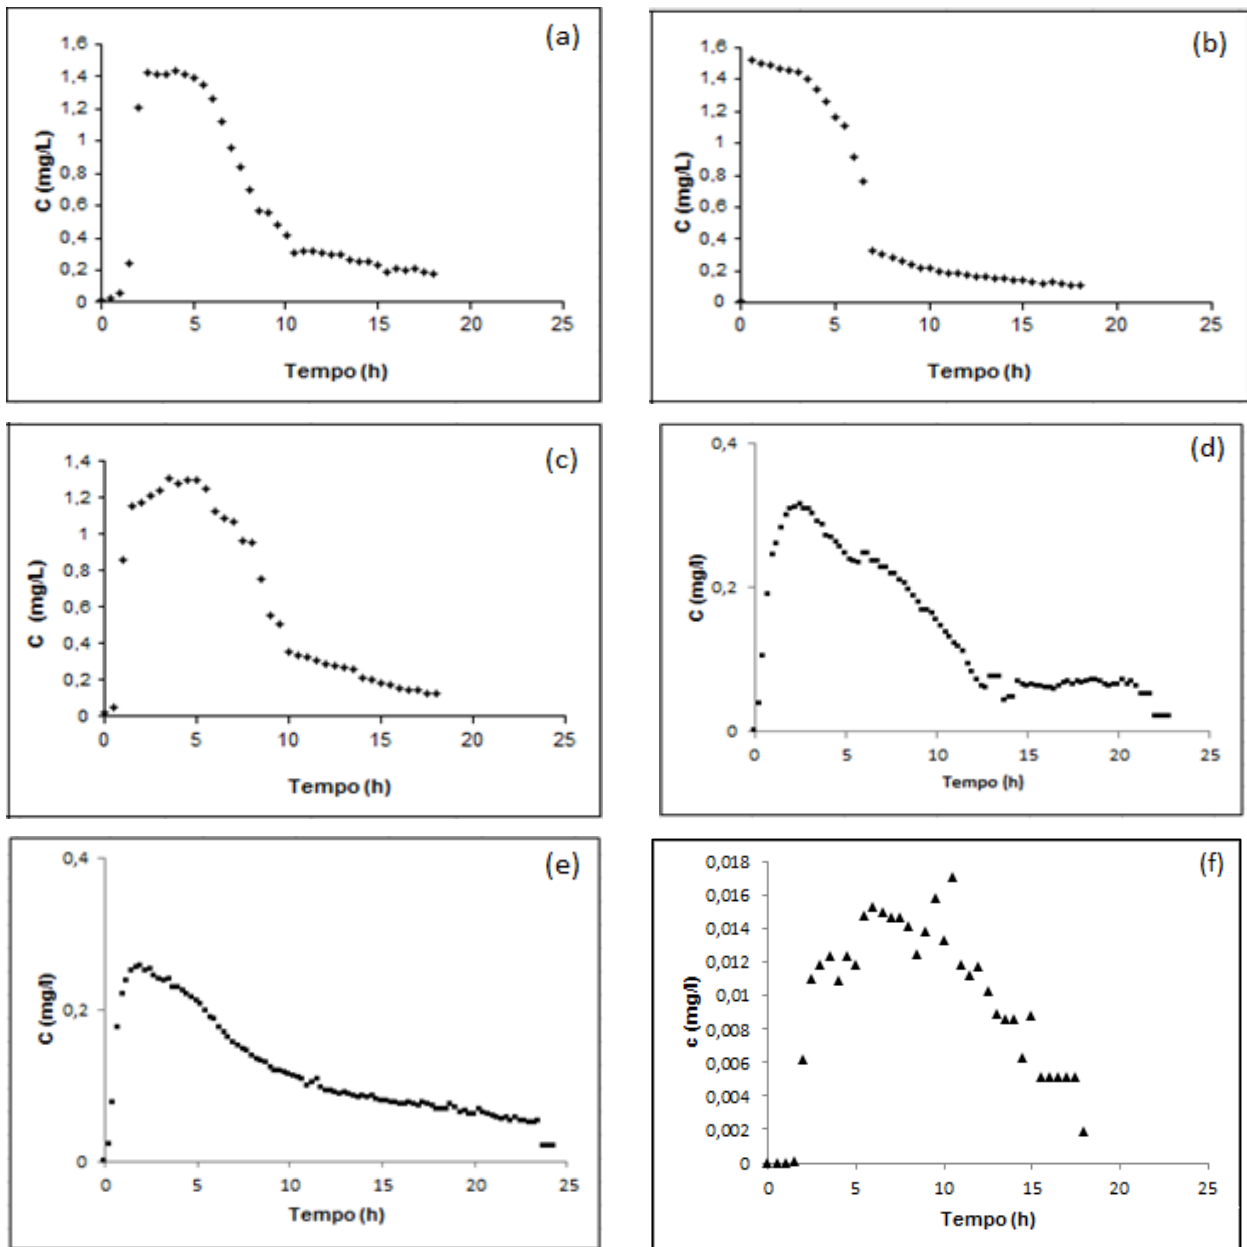 (a)
1,6
1,4
1,2
1
0,8
0,6
0,4
0,2
0
C (mg/L)
0 5 10 15 20 25
Tempo (h)
(b)
1,6
1,4
1,2
1
0,8
0,6
0,4
0,2
0
C (mg/L)
0 5 10 15 20 25
Tempo (h)
(c)
1,4
1,2
1
0,8
0,6
0,4
0,2
0
C (mg/L)
0 5 10 15 20 25
Tempo (h)
(d)
0,4
0,2
0
C (mg/l)
0 5 10 15 20 25
Tempo (h)
(e)
0,4
0,2
0
C (mg/l)
0 5 10 15 20 25
Tempo (h)
(f)
0,018
0,016
0,014
0,012
0,01
0,008
0,006
0,004
0,002
0
c (mg/l)
0 5 10 15 20 25
Tempo (h)